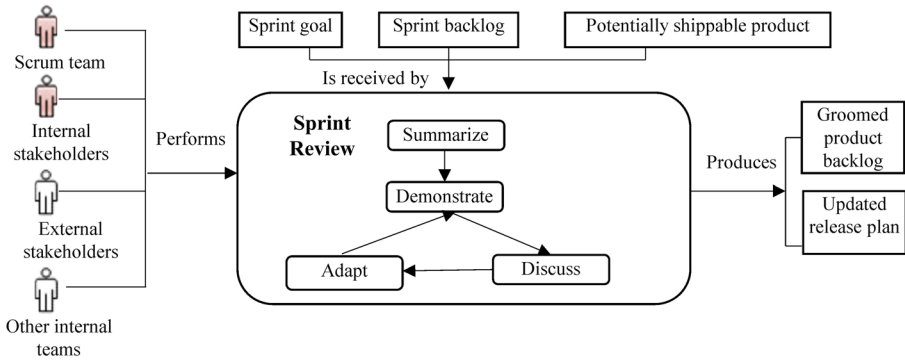 Scrum team
Internal
stakeholders
External
stakeholders
Other internal
teams
Performs
Sprint goal
Sprint backlog
Potentially shippable product
Is received by
Sprint
Review
Summarize
Demonstrate
Adapt
Discuss
Produces
Groomed
product
backlog
Updated
release plan